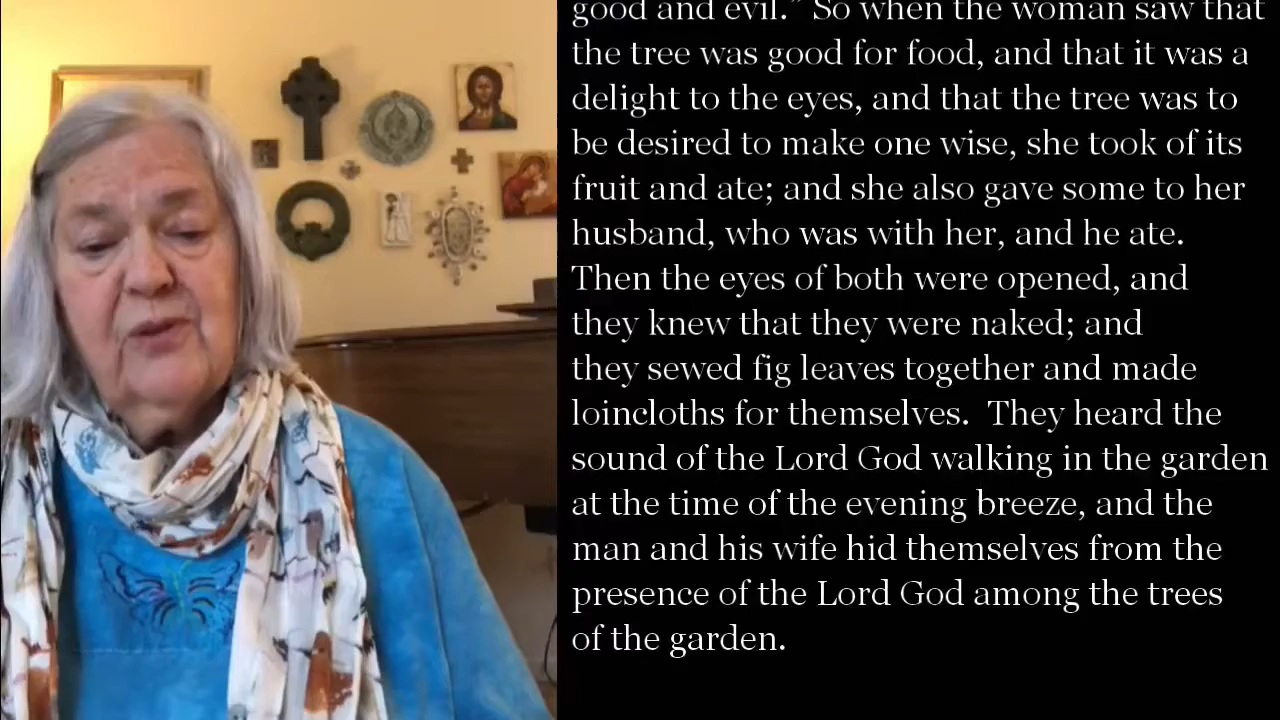 good and evil.” So when the woman saw that
the tree was good for food, and that it was a
delight to the eyes, and that the tree was to
be desired to make one wise, she took of its
fruit and ate; and she also gave some to her
husband, who was with her, and he ate.
Then the eyes of both were opened, and
they knew that they were naked; and
they sewed fig leaves together and made
loincloths for themselves.  They heard the
sound of the Lord God walking in the garden
at the time of the evening breeze, and the
man and his wife hid themselves from the
presence of the Lord God among the trees
of the garden.